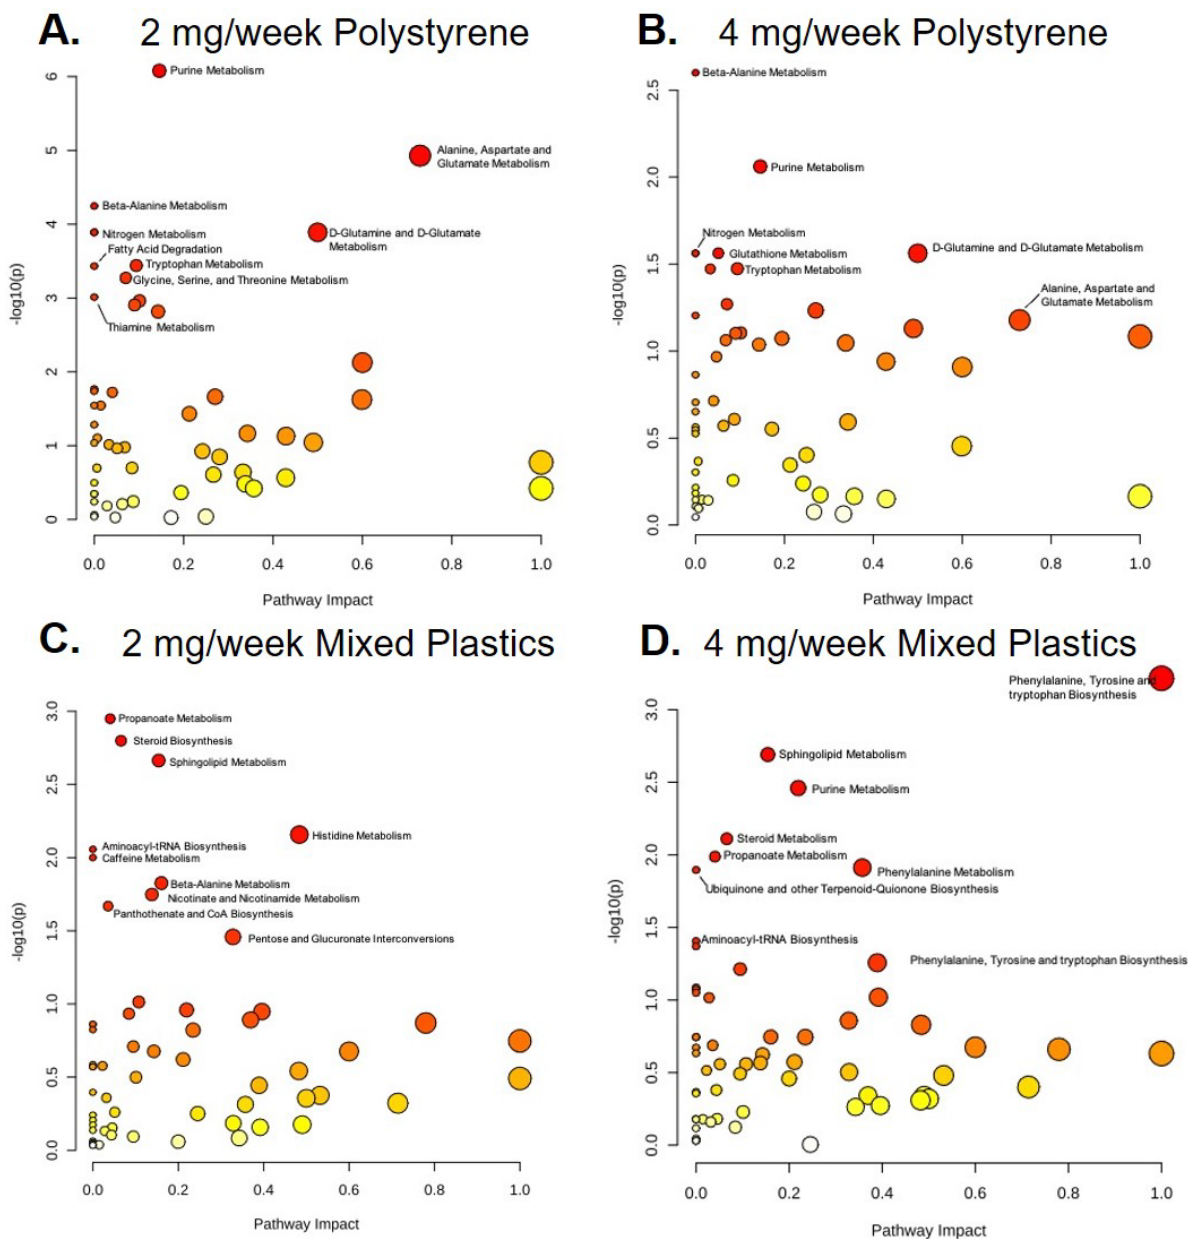 A. 2 mg/week Polystyrene
6
5
4
3
2
1
0
-log10(p)
Purine Metabolism
Alanine, Aspartate and
Glutamate Metabolism
Beta-Alanine Metabolism
Nitrogen Metabolism
D-Glutamine and D-Glutamate
Metabolism
Fatty Acid Degradation
Tryptophan Metabolism
Glycine, Serine, and Threonine Metabolism
Thiamine Metabolism
0.0 0.2 0.4 0.6 0.8 1.0
Pathway Impact
B. 4 mg/week Polystyrene
2.5
2.0
1.5
1.0
0.5
0.0
-log10(p)
Beta-Alanine Metabolism
Purine Metabolism
Nitrogen Metabolism
Glutathione Metabolism
D-Glutamine and D-Glutamate Metabolism
Tryptophan Metabolism
Alanine, Aspartate and
Glutamate Metabolism
0.0 0.2 0.4 0.6 0.8 1.0
Pathway Impact
C. 2 mg/week Mixed Plastics
3.0
2.5
2.0
1.5
1.0
0.5
0.0
-log10(p)
Propanoate Metabolism
Steroid Biosynthesis
Sphingolipid Metabolism
Histidine Metabolism
Aminoacyl-tRNA Biosynthesis
Caffeine Metabolism
Beta-Alanine Metabolism
Nicotinate and Nicotinamide Metabolism
Panthothenate and CoA Biosynthesis
Pentose and Glucuronate Interconversions
0.0 0.2 0.4 0.6 0.8 1.0
Pathway Impact
D. 4 mg/week Mixed Plastics
3.0
2.5
2.0
1.5
1.0
0.5
0.0
-log10(p)
Phenylalanine, Tyrosine and
tryptophan Biosynthesis
Sphingolipid Metabolism
Purine Metabolism
Steroid Metabolism
Propanoate Metabolism
Phenylalanine Metabolism
Ubiquinone and other Terpenoid-Quionone Biosynthesis
Aminoacyl-tRNA Biosynthesis
Phenylalanine, Tyrosine and tryptophan Biosynthesis
0.0 0.2 0.4 0.6 0.8 1.0
Pathway Impact